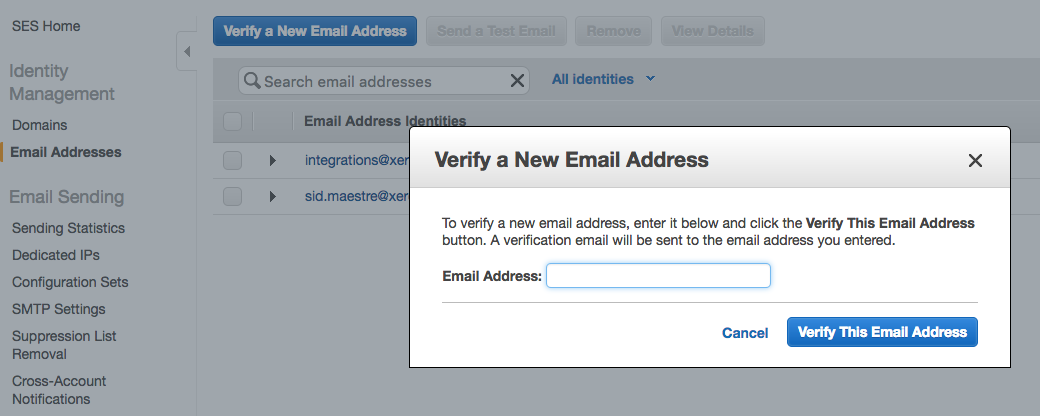 SES Home
Identity
Management
Domains
Email Addresses
Email Sending
Sending Statistics
Dedicated IPs
Configuration Sets
SMTP Settings
Suppression List
Removal
Cross-Account
Notifications
Verify a New Email Address
Send a Test Email
Remove
View Details
Search email addresses
All identities
Email Address Identities
integrations@xer
sid.maestre@xer
Verify a New Email Address
To verify a new email address, enter it below and click the Verify This Email Address
button. A verification email will be sent to the email address you entered.
Email Address:
Cancel
Verify This Email Address